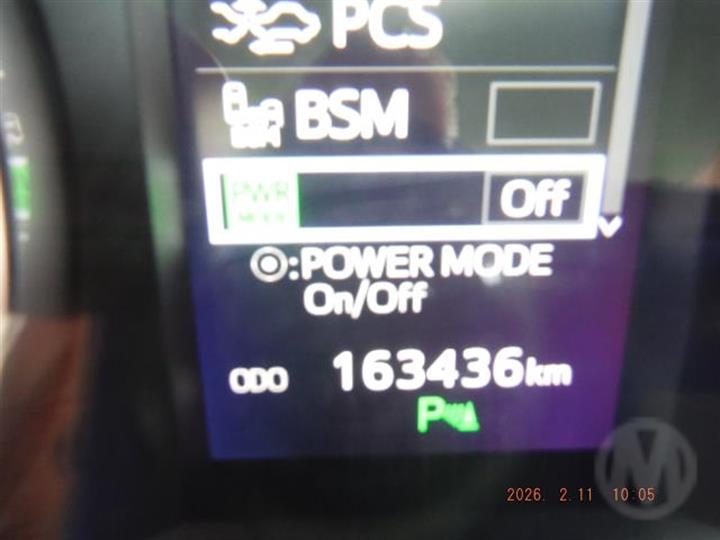 PCS
BSM
PWR
MODE
Off
:POWER MODE
On/Off
ODO 163436km
P
2026. 2.11 10:05
M